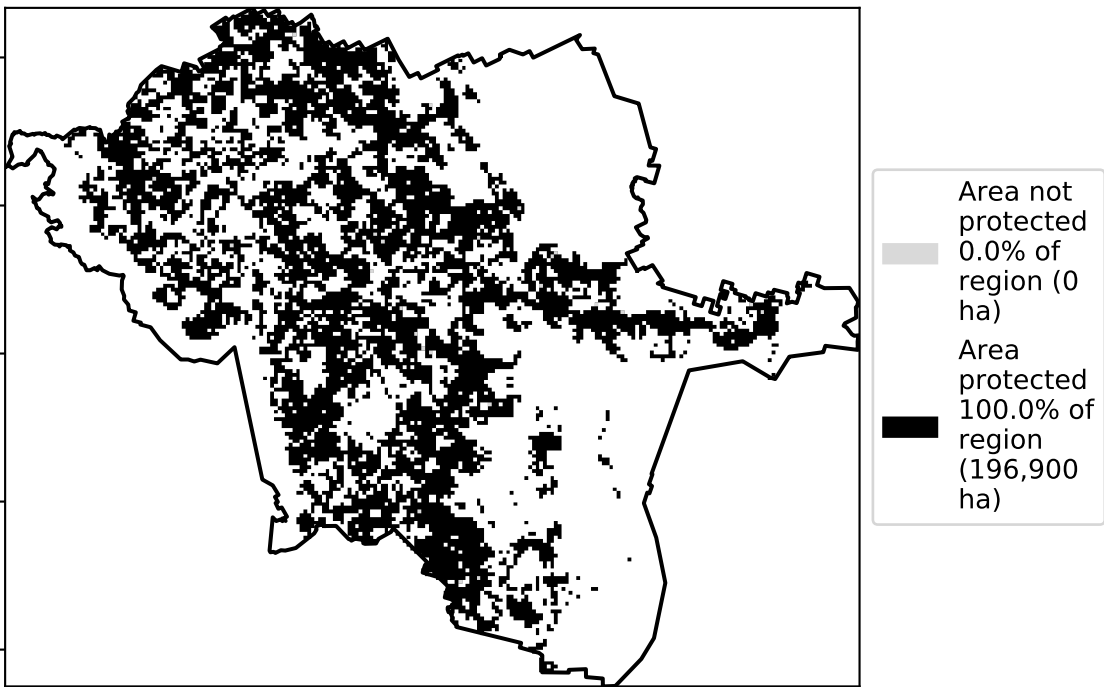 Area not
protected
0.0% of
region (0
ha)
Area
protected
100.0% of
region
(196,900
ha)